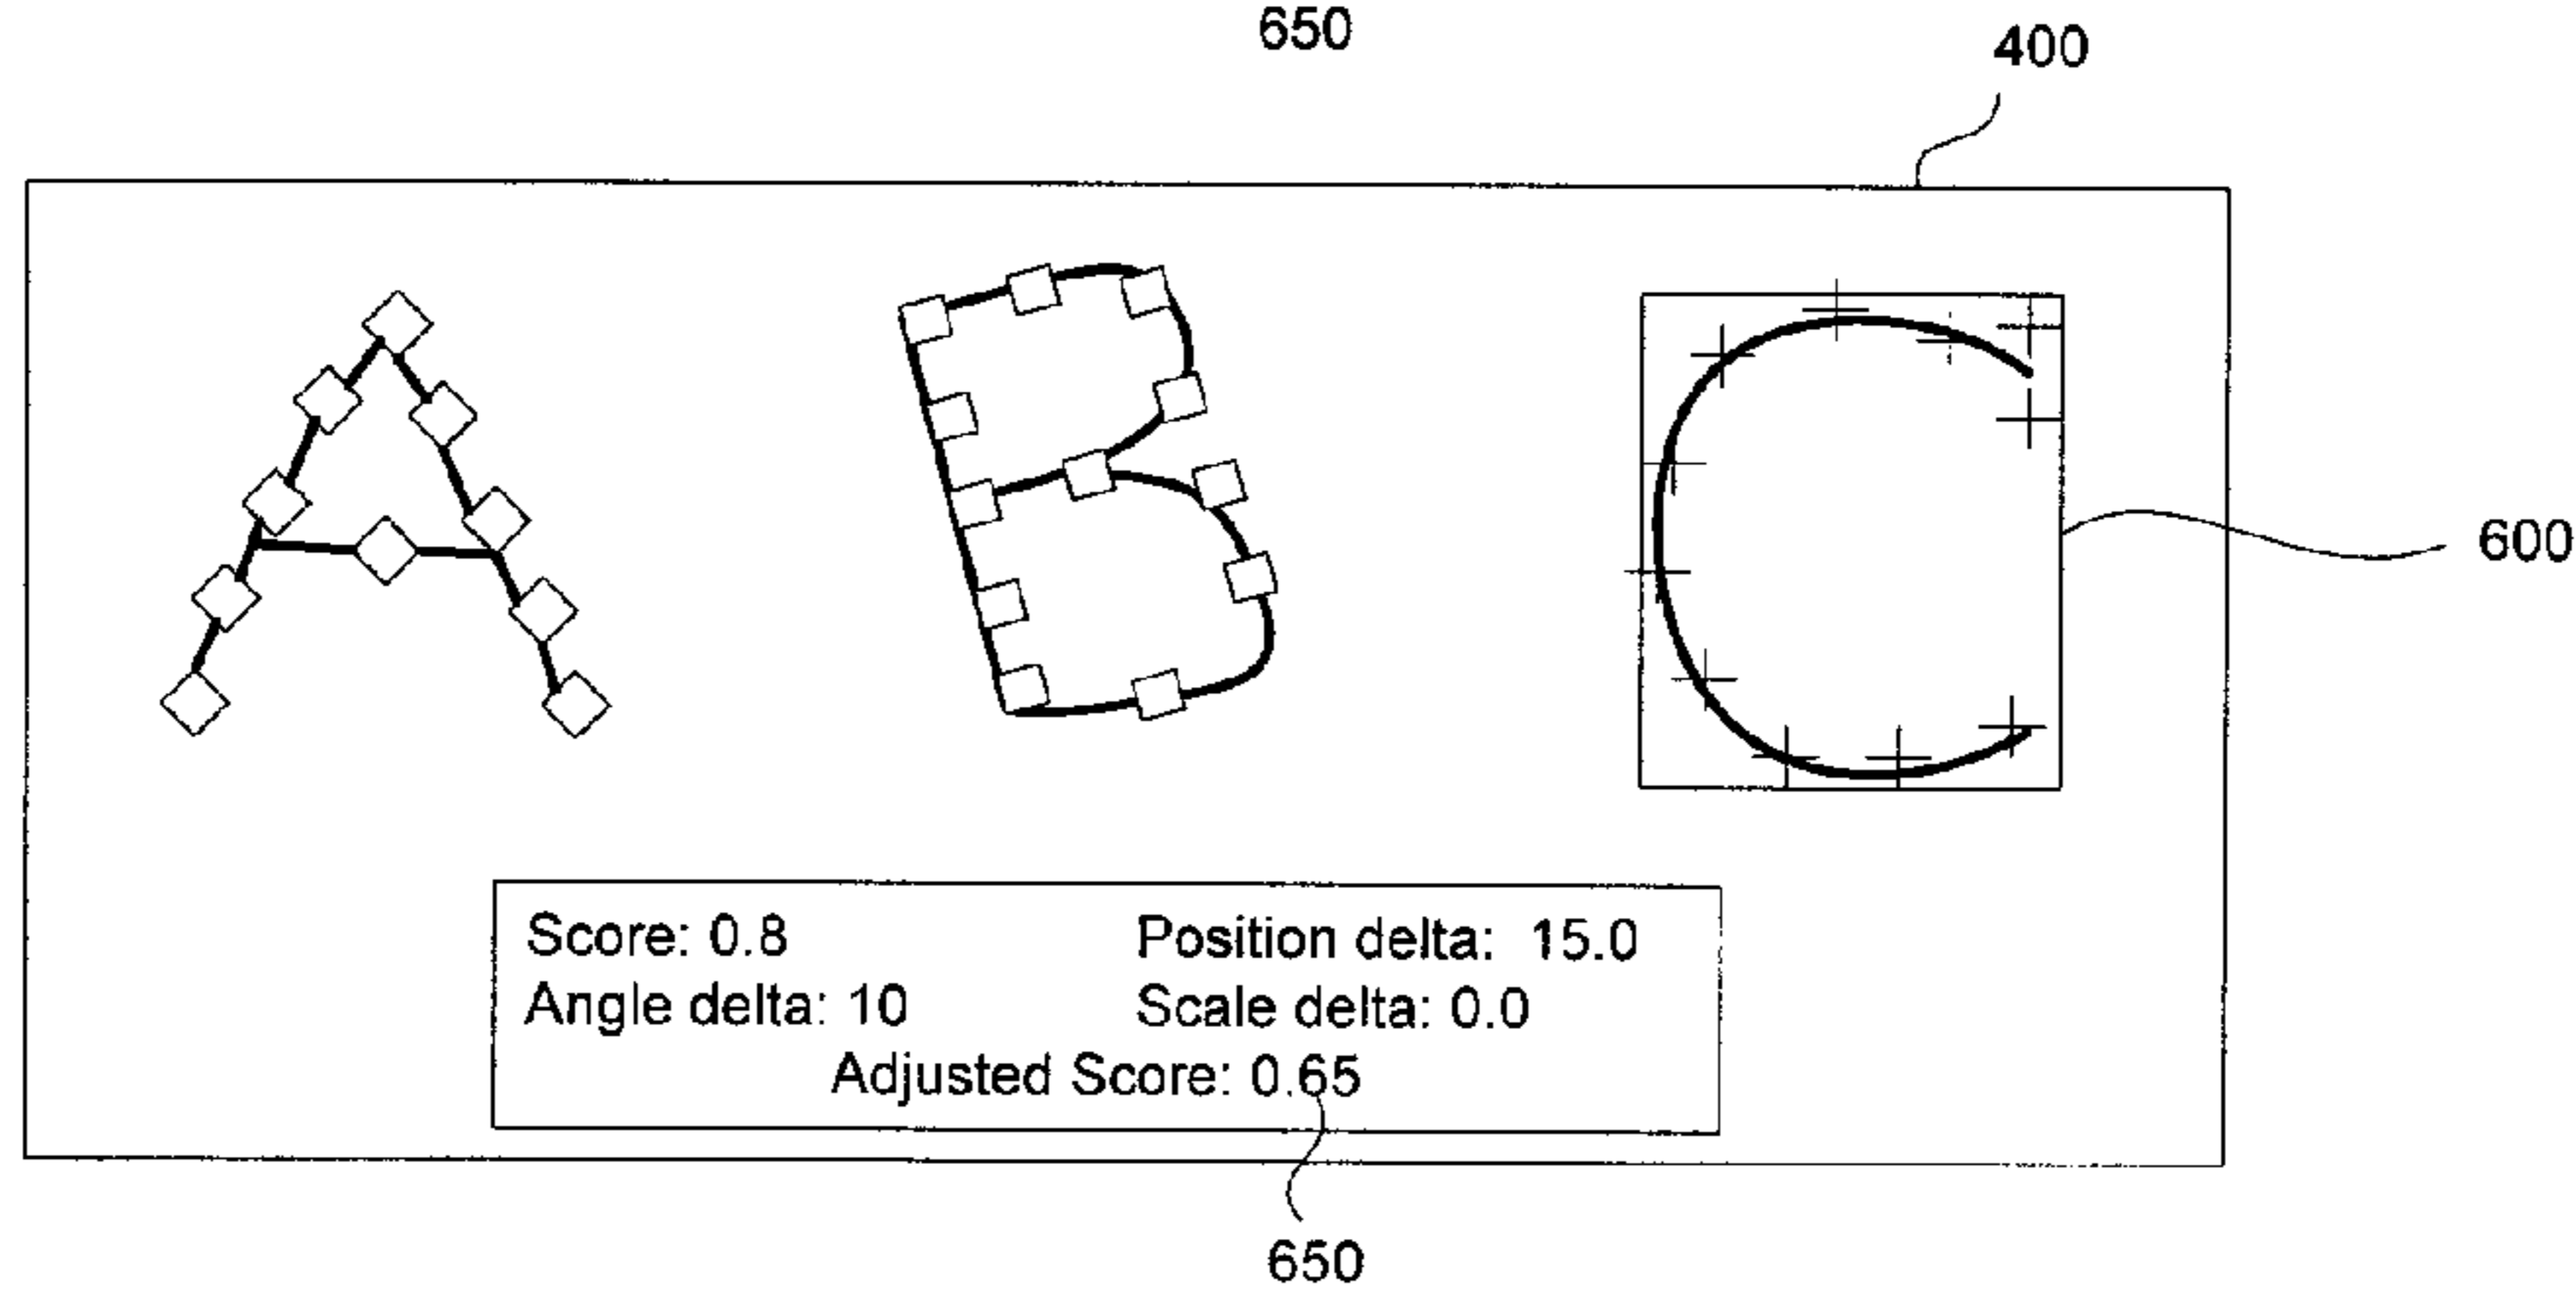 650
400
A B C
600
Score: 0.8 Position delta: 15.0
Angle delta: 10 Scale delta: 0.0
Adjusted Score: 0.65
650